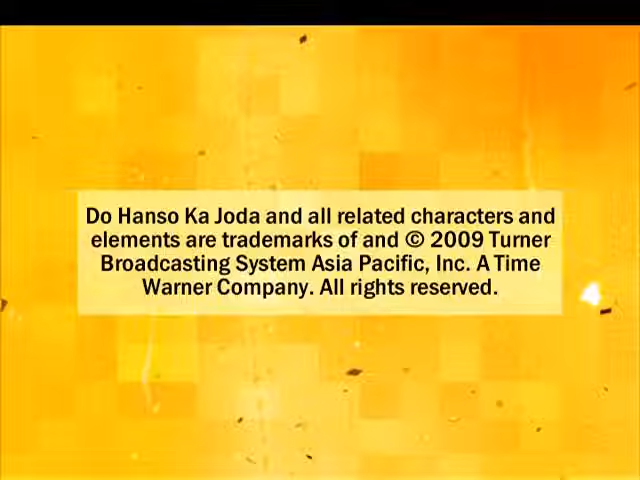 Do Hanso Ka Joda and all related characters and
elements are trademarks of and © 2009 Turner
Broadcasting System Asia Pacific, Inc. A Time
Warner Company. All rights reserved.